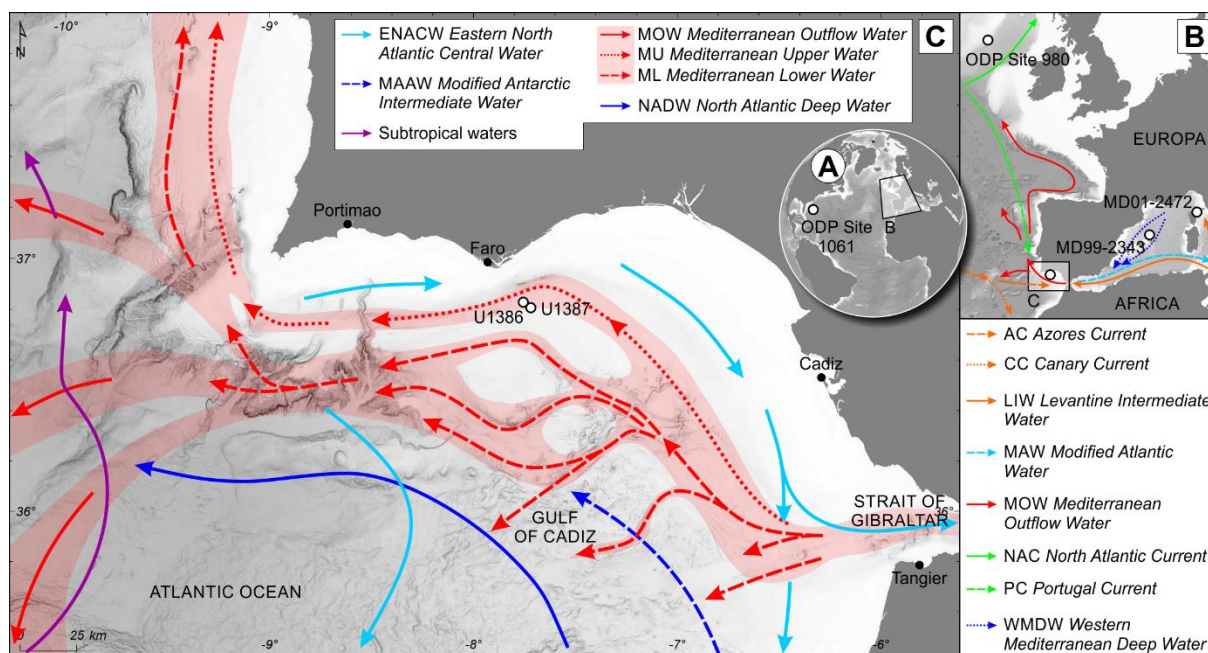 -10°
-9°
-8°
-7°
-6°
37°
36°
36°
N
C
ENACW Eastern North
Atlantic Central Water
MAAW Modified Antarctic
Intermediate Water
Subtropical waters
MOW Mediterranean Outflow Water
MU Mediterranean Upper Water
ML Mediterranean Lower Water
NADW North Atlantic Deep Water
A
ODP Site
1061
B
Portimao
Faro
U1386
U1387
Cadiz
STRAIT OF
GIBRALTAR
Tangier
GULF
OF CADIZ
ATLANTIC OCEAN
0 25 km
-9°
-8°
-7°
-6°
B
ODP Site 980
EUROPA
MD01-2472
MD99-2343
C
AFRICA
AC Azores Current
CC Canary Current
LIW Levantine Intermediate
Water
MAW Modified Atlantic
Water
MOW Mediterranean
Outflow Water
NAC North Atlantic Current
PC Portugal Current
WMDW Western
Mediterranean Deep Water